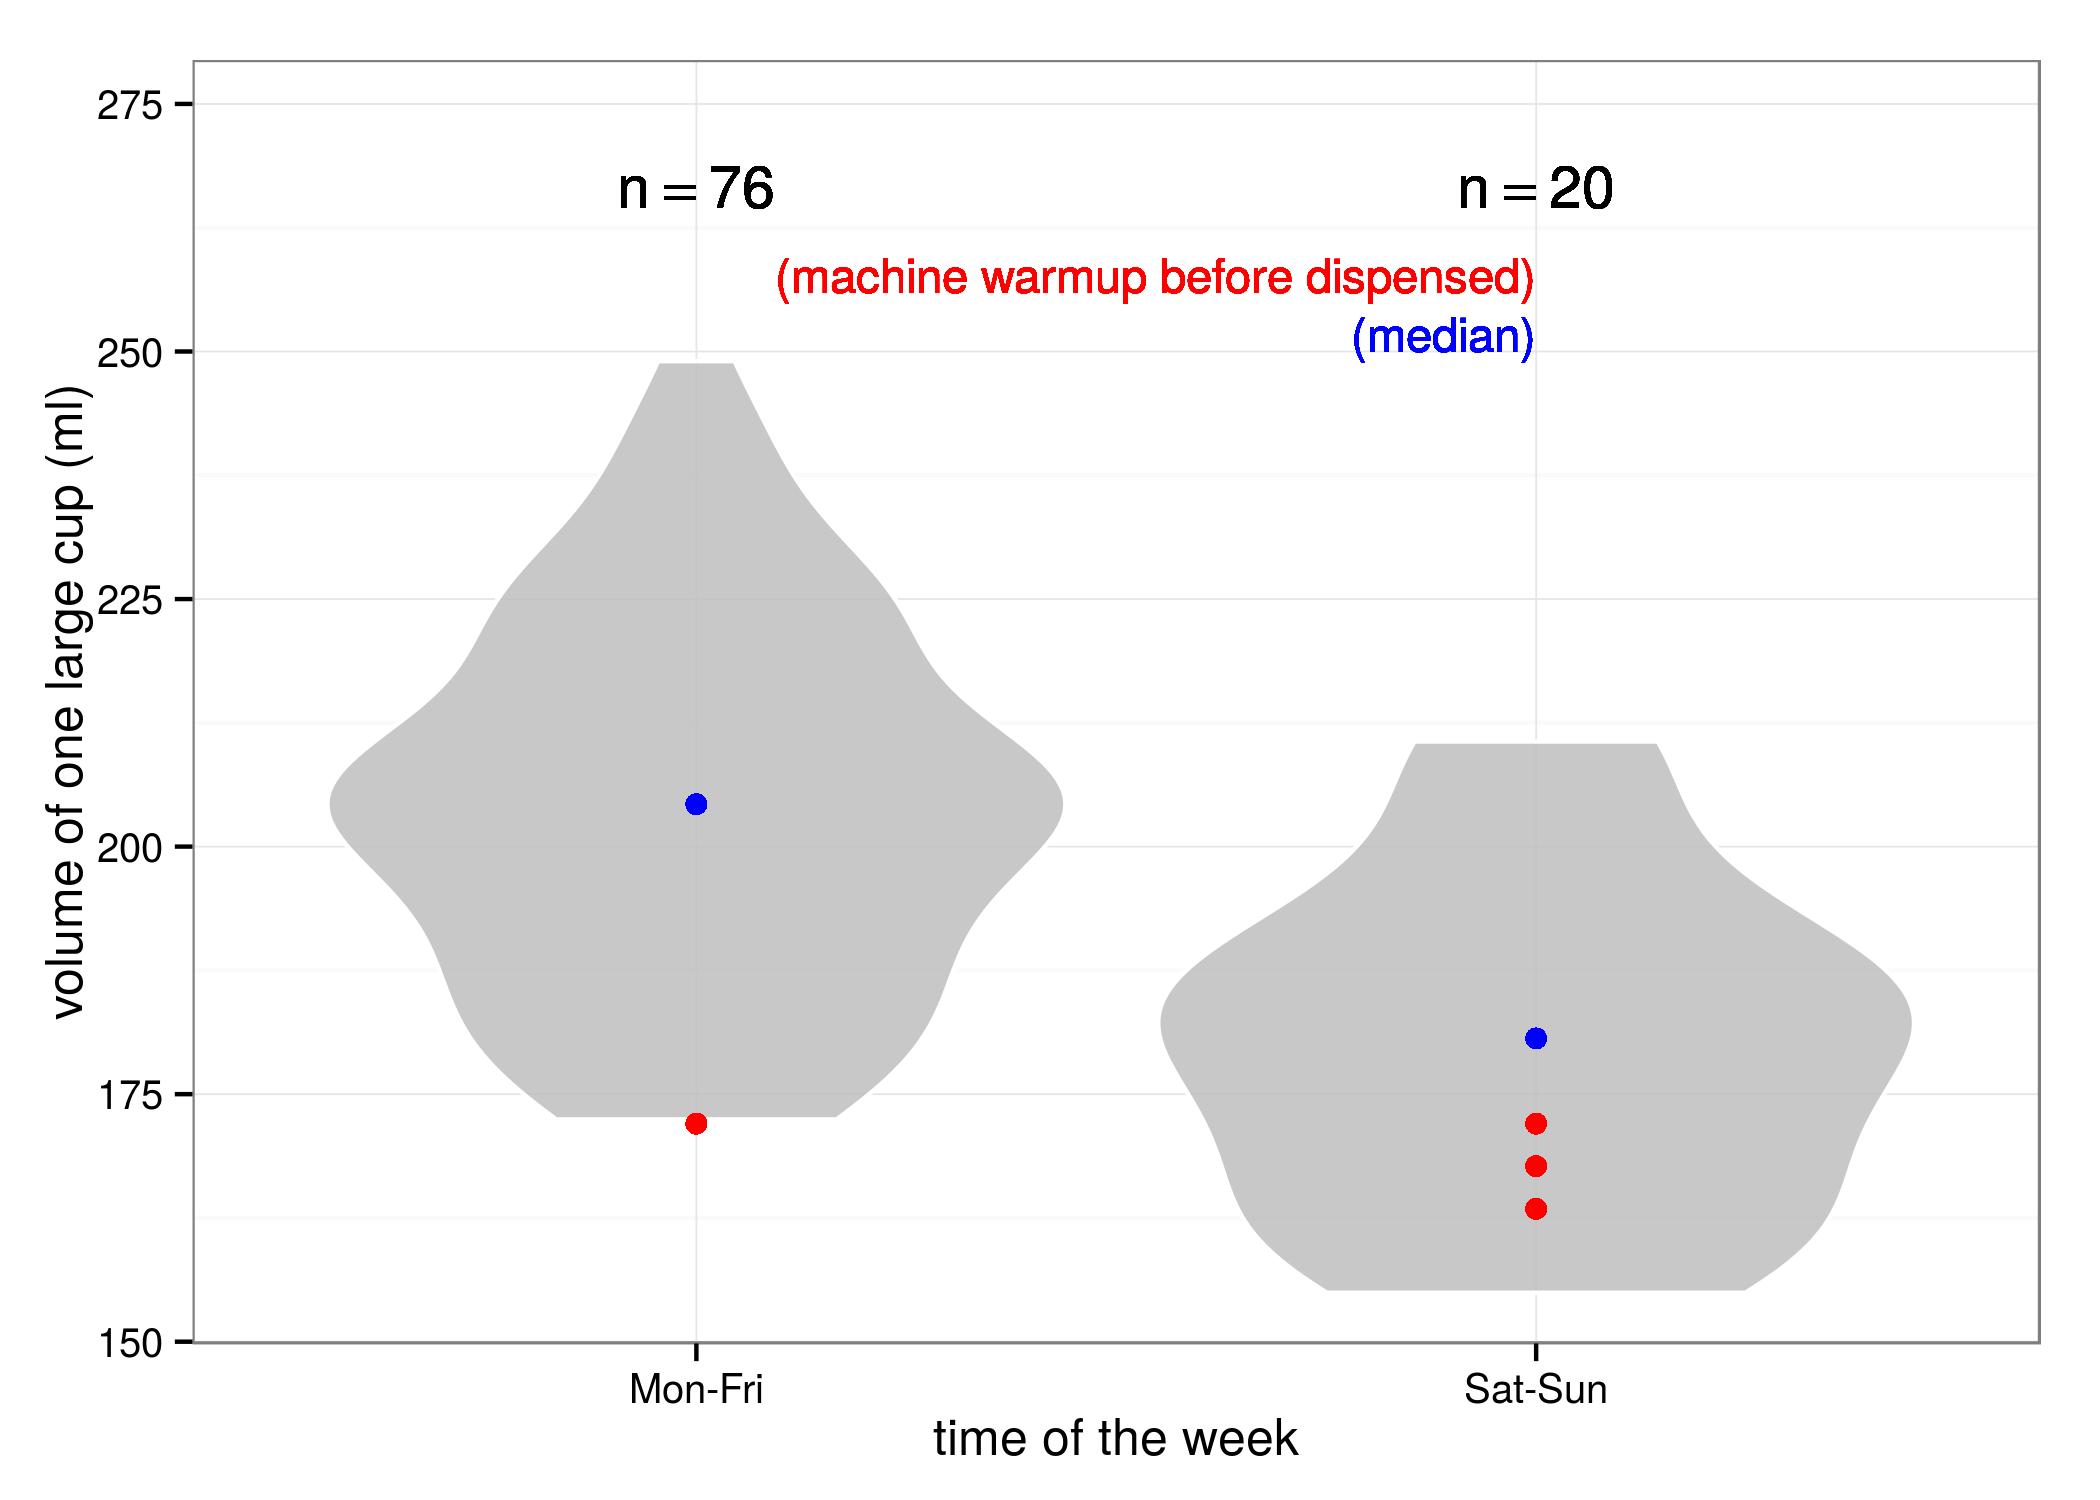 275
n = 76
n = 20
(machine warmup before dispensed)
(median)
250
225
200
175
150
volume of one large cup (ml)
Mon-Fri
Sat-Sun
time of the week